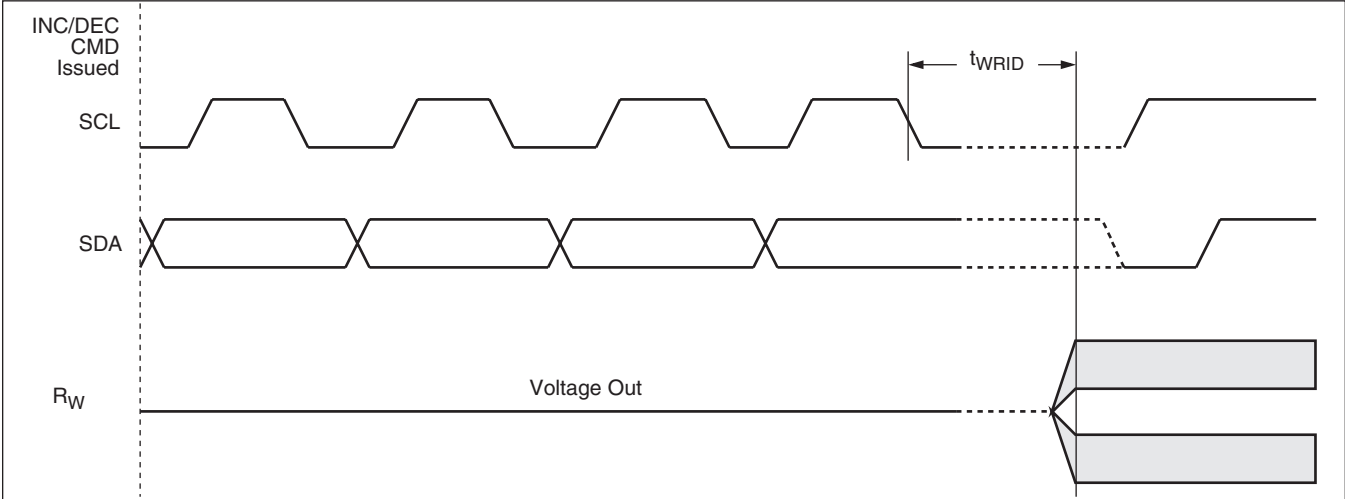 INC/DEC
CMD
Issued
tWRID
SCL
SDA
Voltage Out
RW